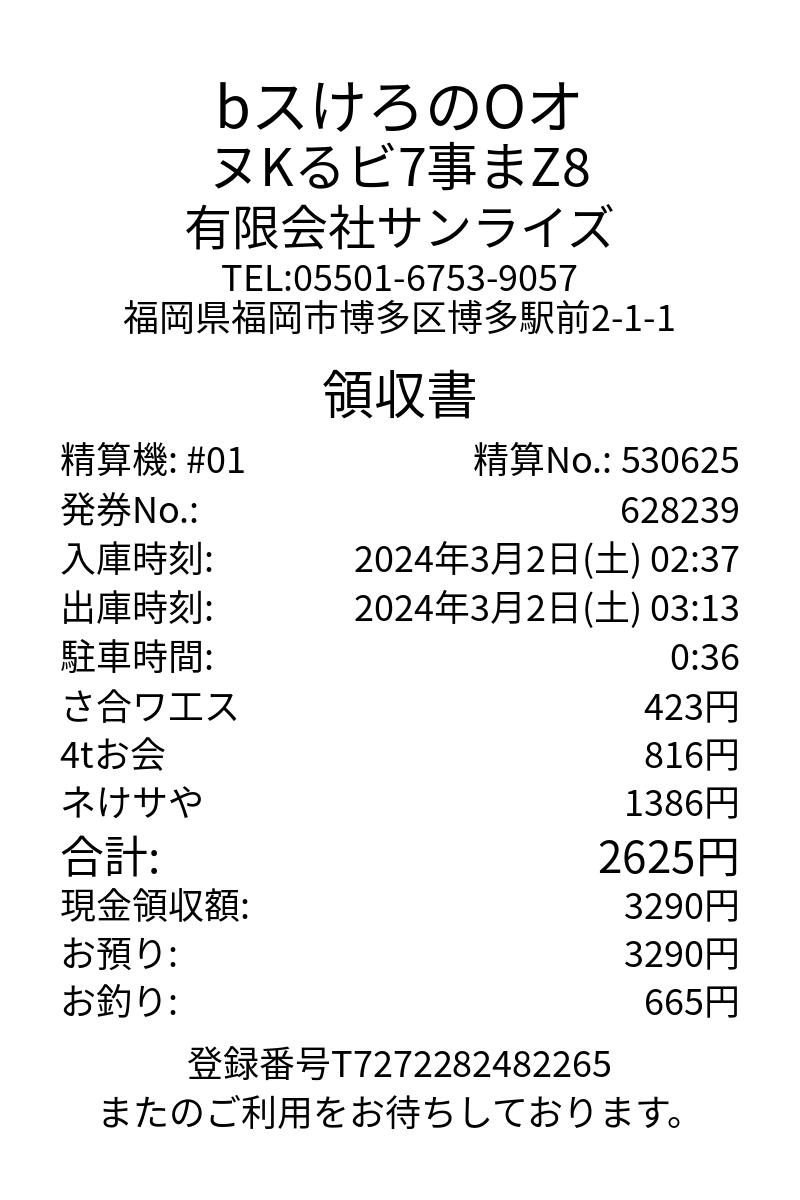 bスけろのOオ
ヌKるビ7事まZ8
有限会社サンライズ
TEL:05501-6753-9057
福岡県福岡市博多区博多駅前2-1-1
領収書
精算機: #01 精算No.: 530625
発券No.: 628239
入庫時刻: 2024年3月2日(土) 02:37
出庫時刻: 2024年3月2日(土) 03:13
駐車時間: 0:36
さ合ワエス 423円
4tお会 816円
ネけサや 1386円
合計: 2625円
現金領収額: 3290円
お預り: 3290円
お釣り: 665円
登録番号T7272282482265
またのご利用をお待ちしております。